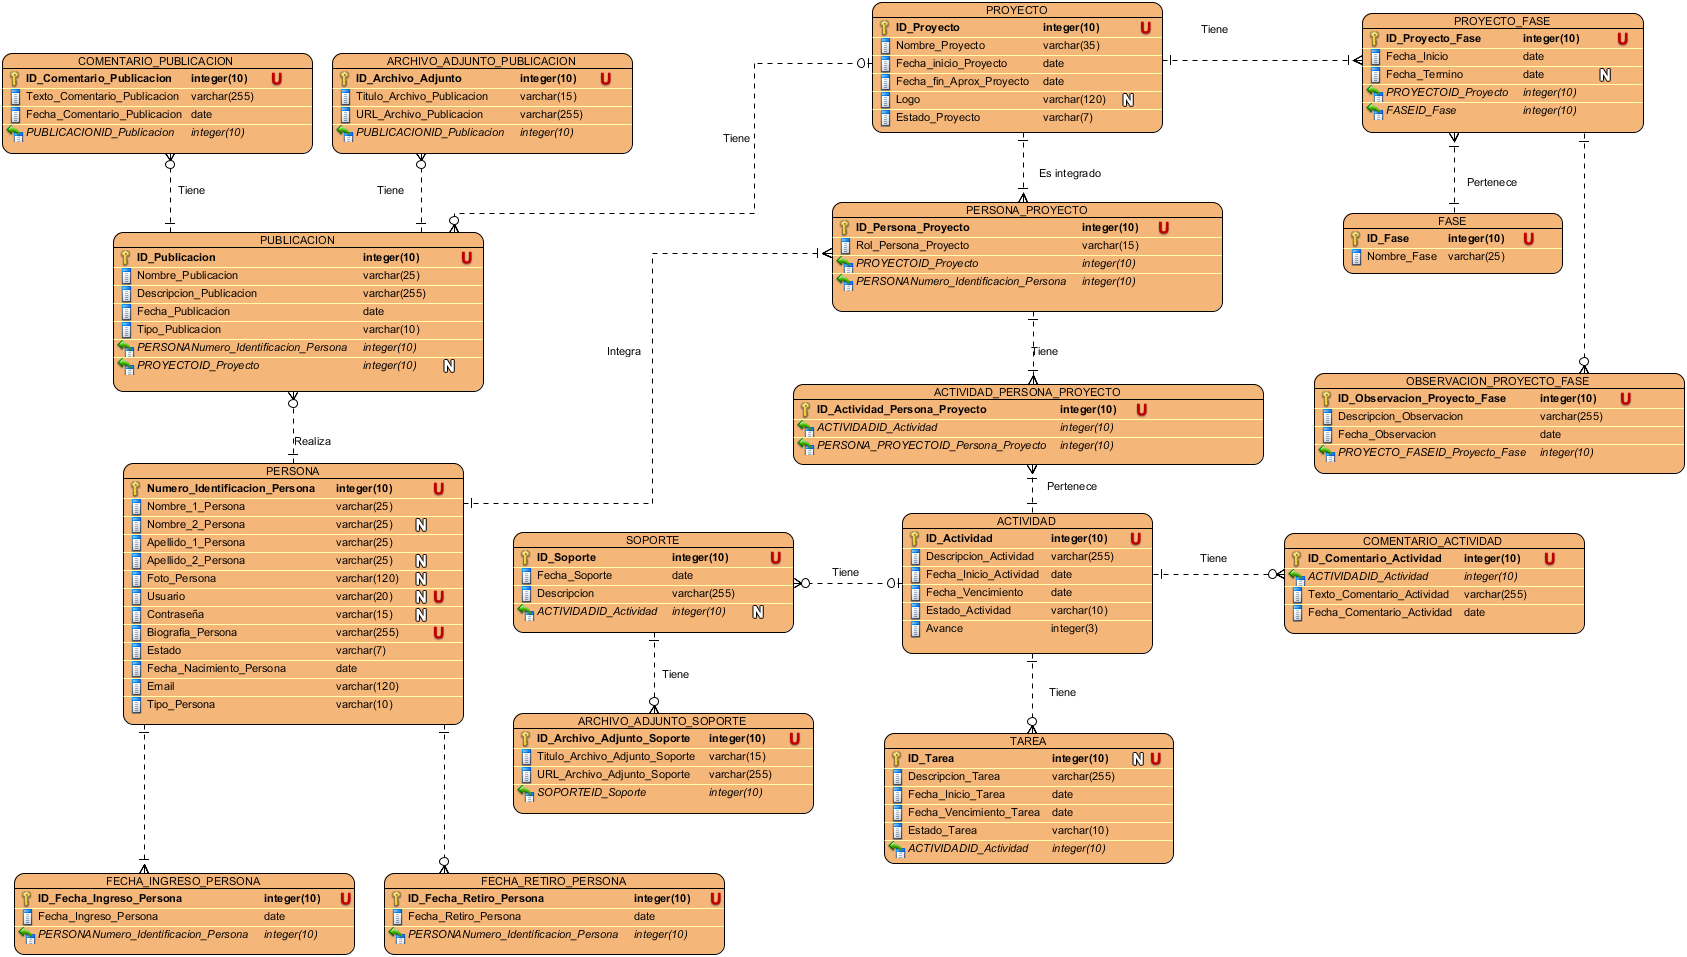 COMENTARIO_PUBLICACION
ID_Comentario_Publicacion integer(10) U
Texto_Comentario_Publicacion varchar(255)
Fecha_Comentario_Publicacion date
PUBLICACIONID_Publicacion integer(10)
ARCHIVO_ADJUNTO_PUBLICACION
ID_Archivo_Adjunto integer(10) U
Titulo_Archivo_Publicacion varchar(15)
URL_Archivo_Publicacion varchar(255)
PUBLICACIONID_Publicacion integer(10)
PROYECTO
ID_Proyecto integer(10) U
Nombre_Proyecto varchar(35)
Fecha_inicio_Proyecto date
Fecha_fin_Aprox_Proyecto date
Logo varchar(120) N
Estado_Proyecto varchar(7)
Tiene
PROYECTO_FASE
ID_Proyecto_Fase integer(10) U
Fecha_Inicio date
Fecha_Termino date N
PROYECTOID_Proyecto integer(10)
FASEID_Fase integer(10)
Tiene
Tiene
Tiene
Es integrado
Pertenece
PUBLICACION
ID_Publicacion integer(10) U
Nombre_Publicacion varchar(25)
Descripcion_Publicacion varchar(255)
Fecha_Publicacion date
Tipo_Publicacion varchar(10)
PERSONANumero_Identificacion_Persona integer(10)
PROYECTOID_Proyecto integer(10) N
PERSONA_PROYECTO
ID_Persona_Proyecto integer(10) U
Rol_Persona_Proyecto varchar(15)
PROYECTOID_Proyecto integer(10)
PERSONANumero_Identificacion_Persona integer(10)
FASE
ID_Fase integer(10) U
Nombre_Fase varchar(25)
Integra
Tiene
Realiza
ACTIVIDAD_PERSONA_PROYECTO
ID_Actividad_Persona_Proyecto integer(10) U
ACTIVIDADID_Actividad integer(10)
PERSONA_PROYECTOID_Persona_Proyecto integer(10)
OBSERVACION_PROYECTO_FASE
ID_Observacion_Proyecto_Fase integer(10) U
Descripcion_Observacion varchar(255)
Fecha_Observacion date
PROYECTO_FASEID_Proyecto_Fase integer(10)
Pertenece
PERSONA
Numero_Identificacion_Persona integer(10) U
Nombre_1_Persona varchar(25)
Nombre_2_Persona varchar(25) N
Apellido_1_Persona varchar(25)
Apellido_2_Persona varchar(25) N
Foto_Persona varchar(120) N
Usuario varchar(20) N U
Contraseña varchar(15) N
Biografia_Persona varchar(255) U
Estado varchar(7)
Fecha_Nacimiento_Persona date
Email varchar(120)
Tipo_Persona varchar(10)
SOPORTE
ID_Soporte integer(10) U
Fecha_Soporte date
Descripcion varchar(255)
ACTIVIDADID_Actividad integer(10) N
Tiene
ACTIVIDAD
ID_Actividad integer(10) U
Descripcion_Actividad varchar(255)
Fecha_Inicio_Actividad date
Fecha_Vencimiento date
Estado_Actividad varchar(10)
Avance integer(3)
Tiene
COMENTARIO_ACTIVIDAD
ID_Comentario_Actividad integer(10) U
ACTIVIDADID_Actividad integer(10)
Texto_Comentario_Actividad varchar(255)
Fecha_Comentario_Actividad date
Tiene
Tiene
ARCHIVO_ADJUNTO_SOPORTE
ID_Archivo_Adjunto_Soporte integer(10) U
Titulo_Archivo_Adjunto_Soporte varchar(15)
URL_Archivo_Adjunto_Soporte varchar(255)
SOPORTEID_Soporte integer(10)
TAREA
ID_Tarea integer(10) N U
Descripcion_Tarea varchar(255)
Fecha_Inicio_Tarea date
Fecha_Vencimiento_Tarea date
Estado_Tarea varchar(10)
ACTIVIDADID_Actividad integer(10)
FECHA_INGRESO_PERSONA
ID_Fecha_Ingreso_Persona integer(10) U
Fecha_Ingreso_Persona date
PERSONANumero_Identificacion_Persona integer(10)
FECHA_RETIRO_PERSONA
ID_Fecha_Retiro_Persona integer(10) U
Fecha_Retiro_Persona date
PERSONANumero_Identificacion_Persona integer(10)